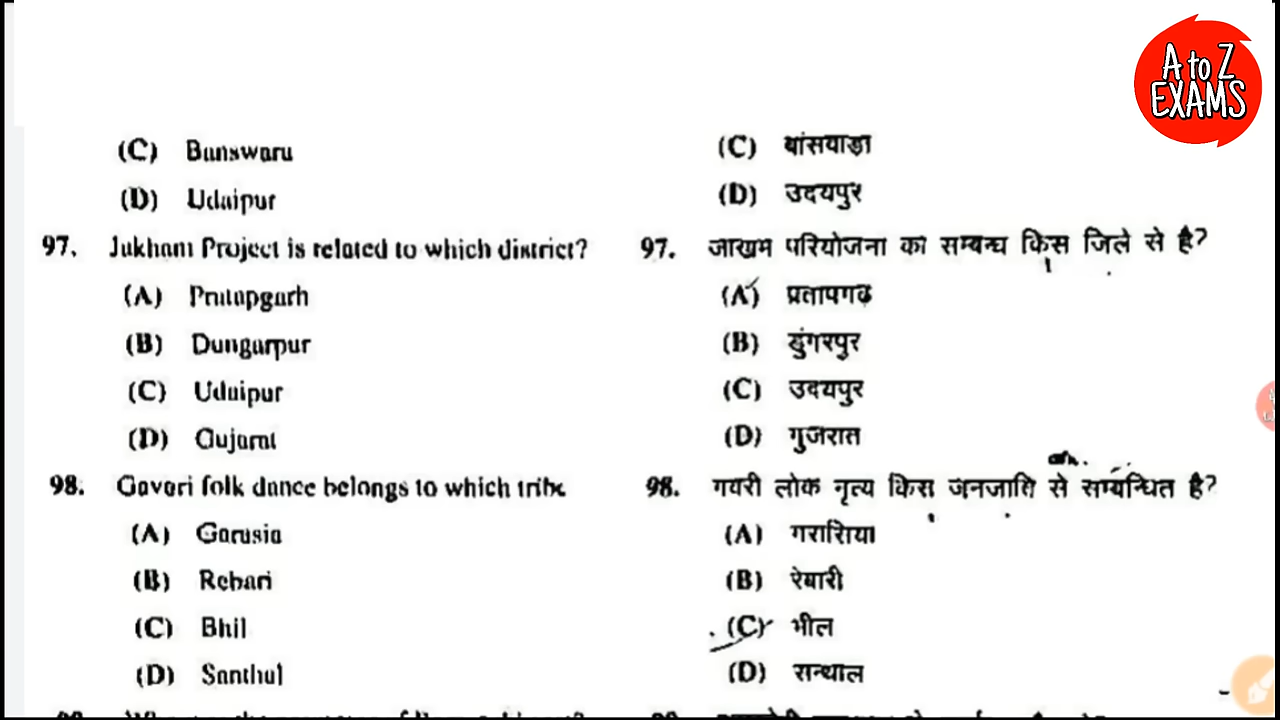 A to Z
EXAMS
(C) Banswara
(D) Udaipur
97. Jakham Project is related to which district?
(A) Pratapgarh
(B) Dungarpur
(C) Udaipur
(D) Gujarat
98. Gavari folk dance belongs to which tribe
(A) Garasia
(B) Rebari
(C) Bhil
(D) Santhal
(C) बांसवाड़ा
(D) उदयपुर
97. जाखम परियोजना का सम्बन्ध किस जिले से है?
(A) प्रतापगढ़
(B) डुंगरपुर
(C) उदयपुर
(D) गुजरात
98. गवरी लोक नृत्य किस जनजाति से सम्बन्धित है?
(A) गरासिया
(B) रेबारी
(C) भील
(D) सन्थाल